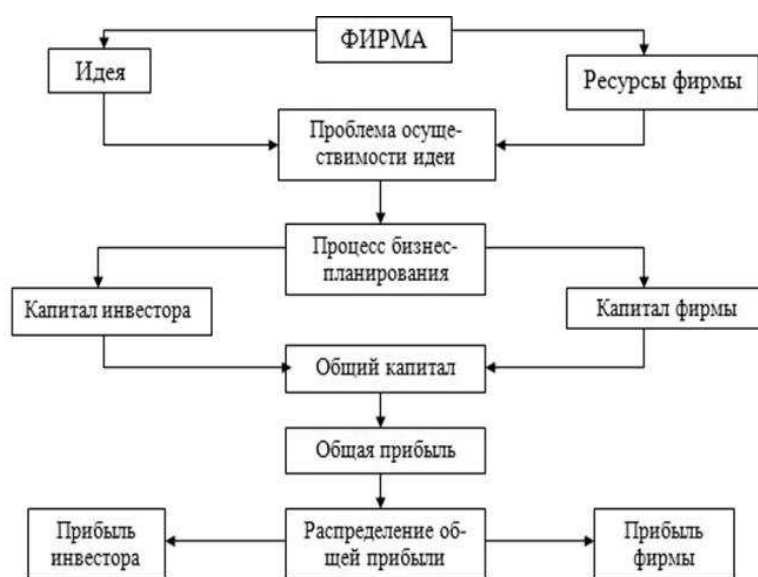 ФИРМА
Идея
Ресурсы фирмы
Проблема осуще-
ствимости идеи
Процесс бизнес-
планирования
Капитал инвестора
Капитал фирмы
Общий капитал
Общая прибыль
Прибыль
инвестора
Распределение об-
щей прибыли
Прибыль
фирмы